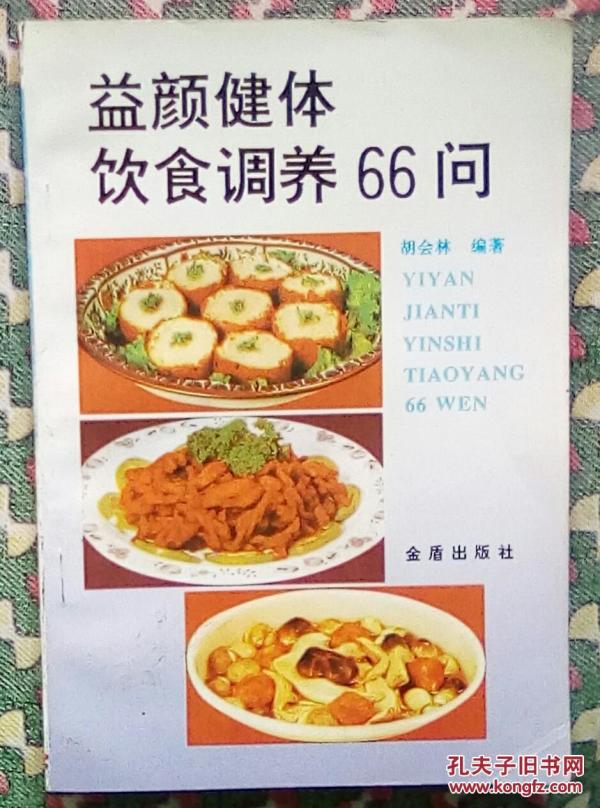 益颜健体
饮食调养66问
胡会林 编著
YIYAN
JIANTI
YINSHI
TIAOYANG
66 WEN
金盾出版社
孔夫子旧书网
www.kongfz.com